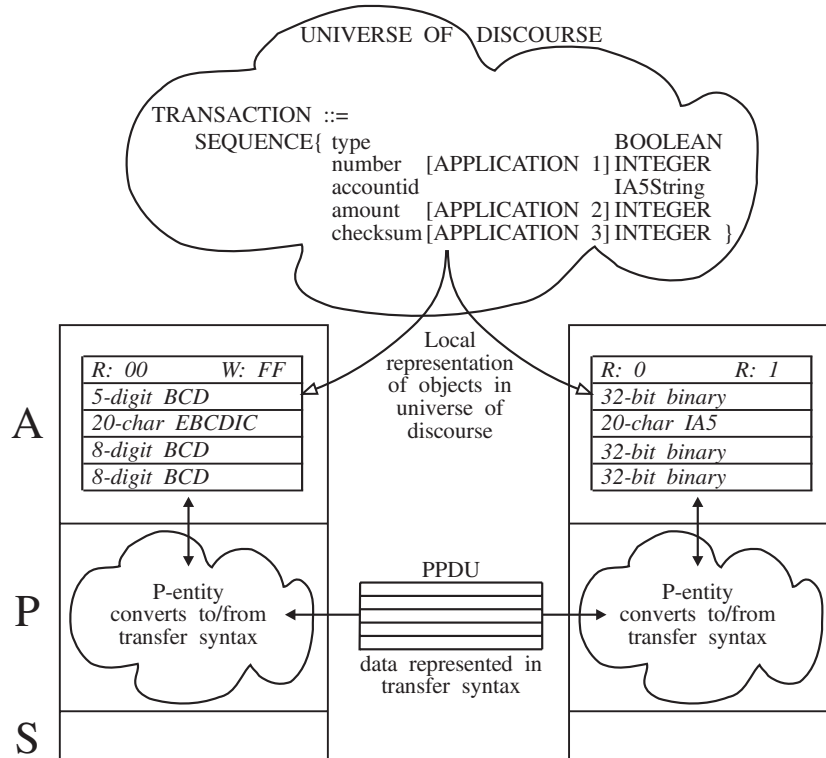 UNIVERSE OF DISCOURSE
TRANSACTION ::=
SEQUENCE{ type BOOLEAN
number [APPLICATION 1] INTEGER
accountid IA5String
amount [APPLICATION 2] INTEGER
checksum [APPLICATION 3] INTEGER }
A
R: 00 W: FF
5-digit BCD
20-char EBCDIC
8-digit BCD
8-digit BCD
Local
representation
of objects in
universe of
discourse
R: 0 R: 1
32-bit binary
20-char IA5
32-bit binary
32-bit binary
P
P-entity
converts to/from
transfer syntax
PPDU
data represented in
transfer syntax
P-entity
converts to/from
transfer syntax
S